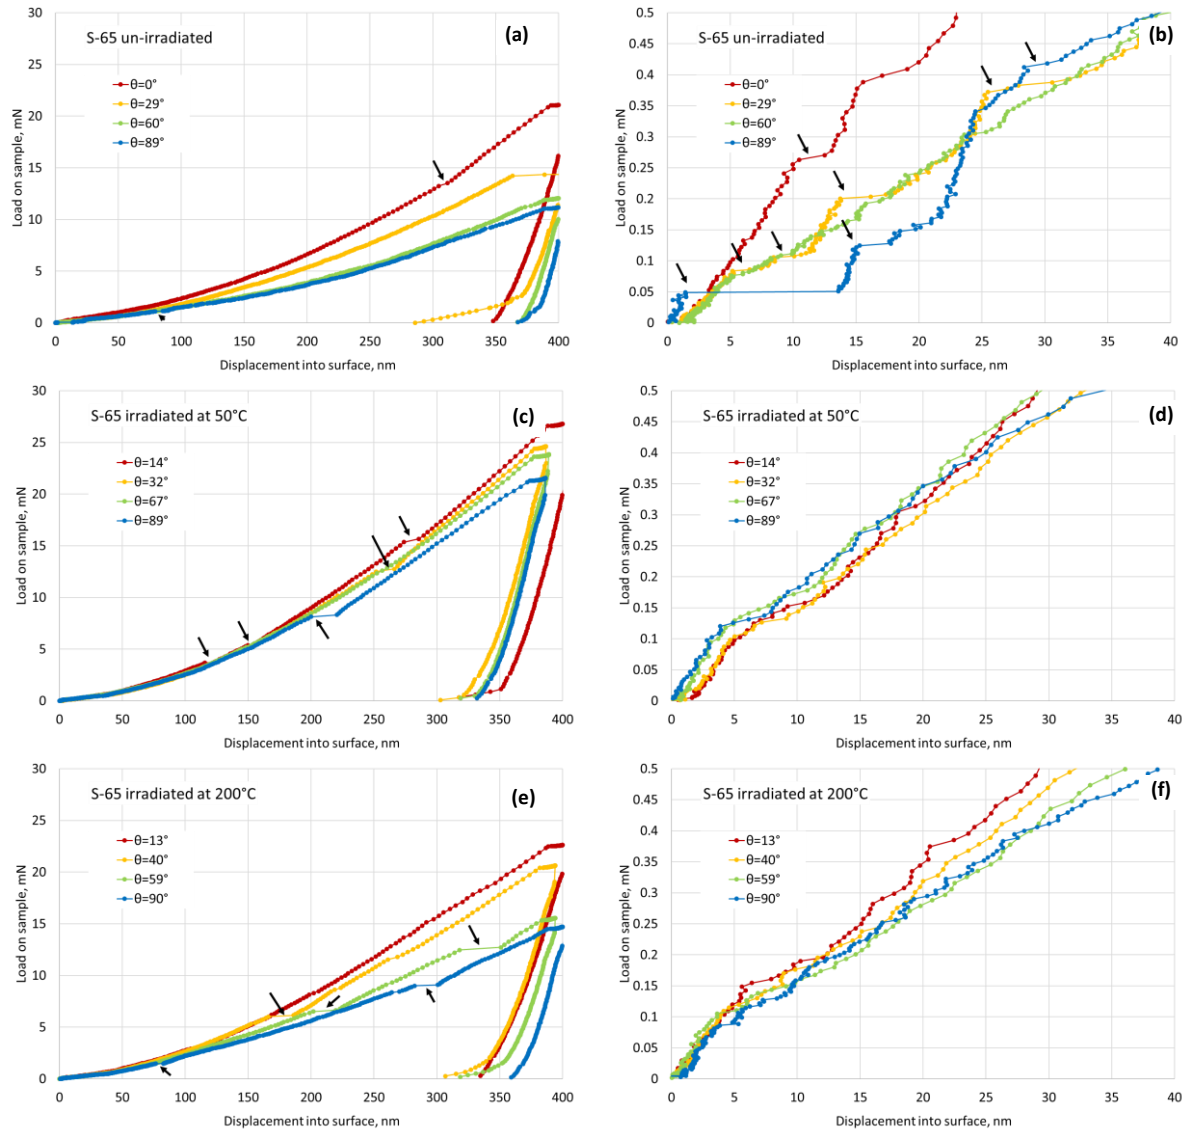 S-65 un-irradiated
(a)
θ=0°
θ=29°
θ=60°
θ=89°
Load on sample, mN
30
25
20
15
10
5
0
0 50 100 150 200 250 300 350 400
Displacement into surface, nm
S-65 un-irradiated
(b)
θ=0°
θ=29°
θ=60°
θ=89°
Load on sample, mN
0.5
0.45
0.4
0.35
0.3
0.25
0.2
0.15
0.1
0.05
0
0 5 10 15 20 25 30 35 40
Displacement into surface, nm
S-65 irradiated at 50°C
(c)
θ=14°
θ=32°
θ=67°
θ=89°
Load on sample, mN
30
25
20
15
10
5
0
0 50 100 150 200 250 300 350 400
Displacement into surface, nm
S-65 irradiated at 50°C
(d)
θ=14°
θ=32°
θ=67°
θ=89°
Load on sample, mN
0.5
0.45
0.4
0.35
0.3
0.25
0.2
0.15
0.1
0.05
0
0 5 10 15 20 25 30 35 40
Displacement into surface, nm
S-65 irradiated at 200°C
(e)
θ=13°
θ=40°
θ=59°
θ=90°
Load on sample, mN
30
25
20
15
10
5
0
0 50 100 150 200 250 300 350 400
Displacement into surface, nm
S-65 irradiated at 200°C
(f)
θ=13°
θ=40°
θ=59°
θ=90°
Load on sample, mN
0.5
0.45
0.4
0.35
0.3
0.25
0.2
0.15
0.1
0.05
0
0 5 10 15 20 25 30 35 40
Displacement into surface, nm